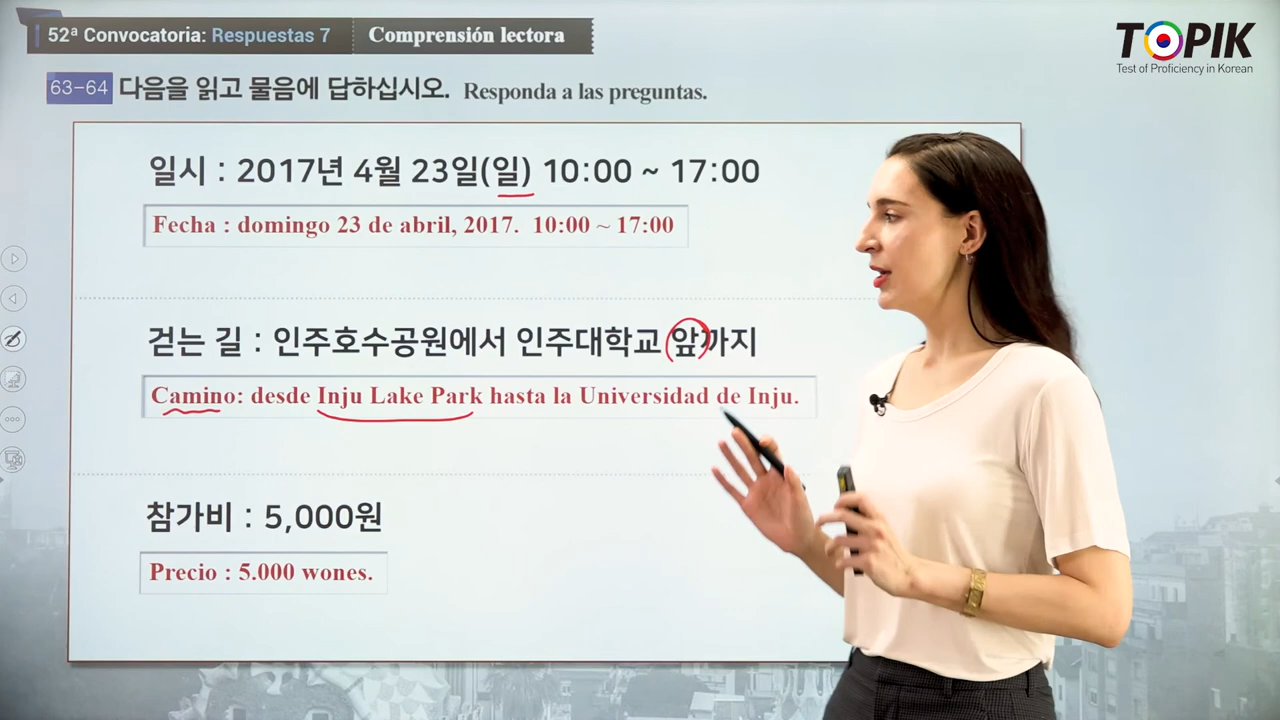 52ª Convocatoria: Respuestas 7 Comprensión lectora
TOPIK
Test of Proficiency in Korean
63-64 다음을 읽고 물음에 답하십시오. Responda a las preguntas.
일시 : 2017년 4월 23일(일) 10:00 ~ 17:00
Fecha : domingo 23 de abril, 2017. 10:00 ~ 17:00
걷는 길 : 인주호수공원에서 인주대학교 앞까지
Camino: desde Inju Lake Park hasta la Universidad de Inju.
참가비 : 5,000원
Precio : 5.000 wones.